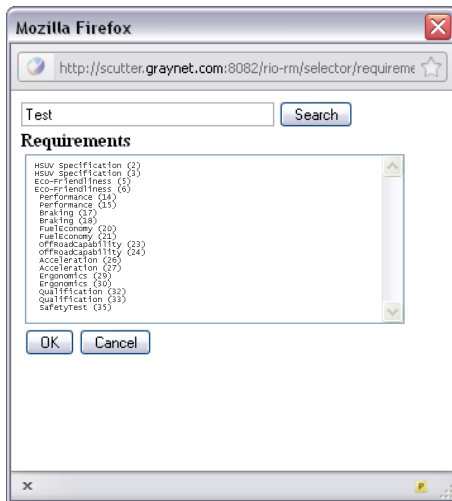 Mozilla Firefox
http://scutter.graynet.com:8082/rio-rm/selector/requireme
Test
Search
Requirements
HSUV Specification (2)
HSUV Specification (3)
Eco-Friendliness (5)
Eco-Friendliness (6)
Performance (14)
Performance (15)
Braking (17)
Braking (18)
FuelEconomy (20)
FuelEconomy (21)
OffRoadCapability (23)
OffRoadCapability (24)
Acceleration (26)
Acceleration (27)
Ergonomics (29)
Ergonomics (30)
Qualification (32)
Qualification (33)
SafetyTest (35)
OK Cancel
x P